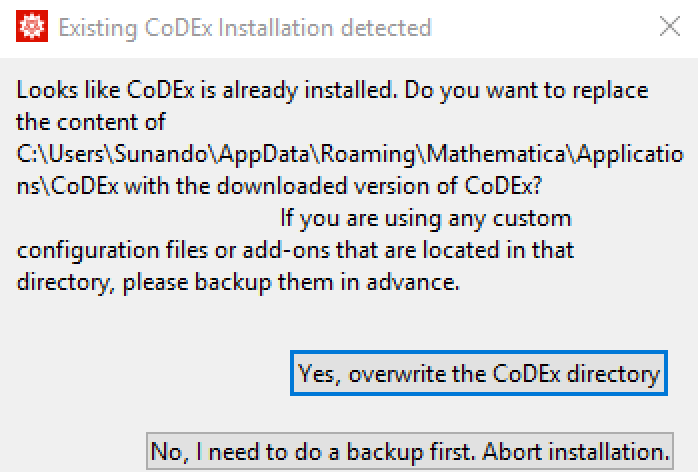 Existing CoDEx Installation detected
Looks like CoDEx is already installed. Do you want to replace
the content of
C:\Users\Sunando\AppData\Roaming\Mathematica\Applicatio
ns\CoDEx with the downloaded version of CoDEx?
If you are using any custom
configuration files or add-ons that are located in that
directory, please backup them in advance.
Yes, overwrite the CoDEx directory
No, I need to do a backup first. Abort installation.